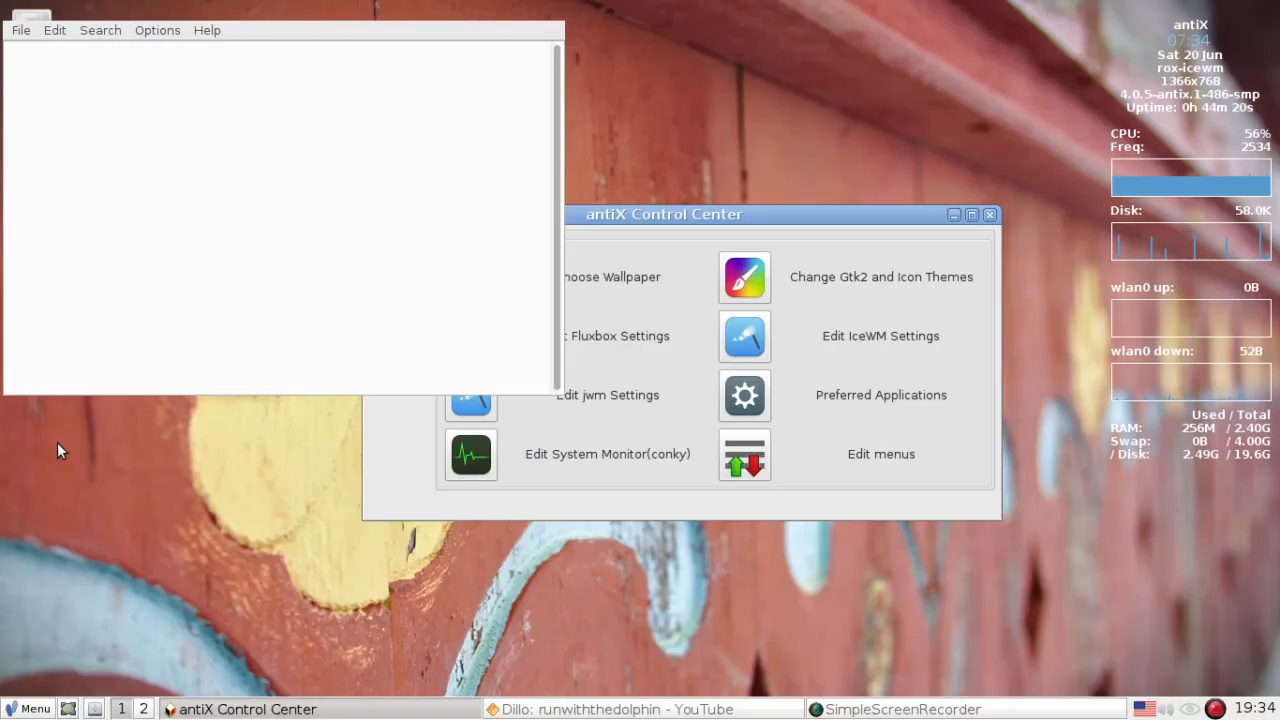 File Edit Search Options Help
antiX
07:34
Sat 20 Jun
rox-icewm
1366x768
4.0.5-antix.1-486-smp
Uptime: 0h 44m 20s
CPU: 56%
Freq: 2534
Disk: 58.0K
wlan0 up: 0B
wlan0 down: 52B
Used / Total
RAM: 256M / 2.40G
Swap: 0B / 4.00G
/ Disk: 2.49G / 19.6G
antiX Control Center
hoose Wallpaper
Change Gtk2 and Icon Themes
t Fluxbox Settings
Edit IceWM Settings
Edit jwm Settings
Preferred Applications
Edit System Monitor(conky)
Edit menus
Menu 1 2 antiX Control Center Dillo: runwiththedolphin - YouTube SimpleScreenRecorder 19:34